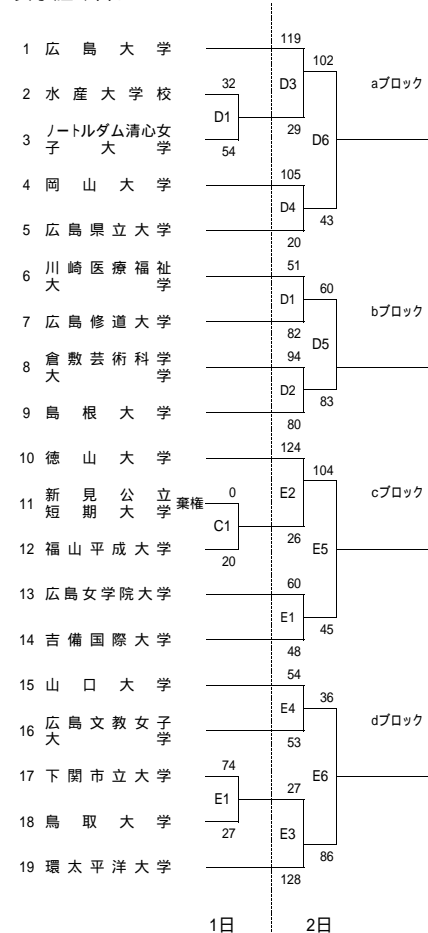 119
1 広島大学
102
32
2 水産大学校
D3
aブロック
D1
29
3 ノートルダム清心女
子大学
54
D6
105
4 岡山大学
D4
43
5 広島県立大学
20
51
6 川崎医療福祉
大学
60
D1
bブロック
7 広島修道大学
82
D5
94
8 倉敷芸術科学
大学
D2
83
9 島根大学
80
124
10 徳山大学
104
0
11 新見公立
短期大学
棄権
E2
cブロック
C1
26
12 福山平成大学
20
E5
60
13 広島女学院大学
E1
45
14 吉備国際大学
48
54
15 山口大学
36
E4
dブロック
16 広島文教女子
大学
53
74
17 下関市立大学
E6
E1
27
18 鳥取大学
27
E3
86
19 環太平洋大学
128
1日 2日